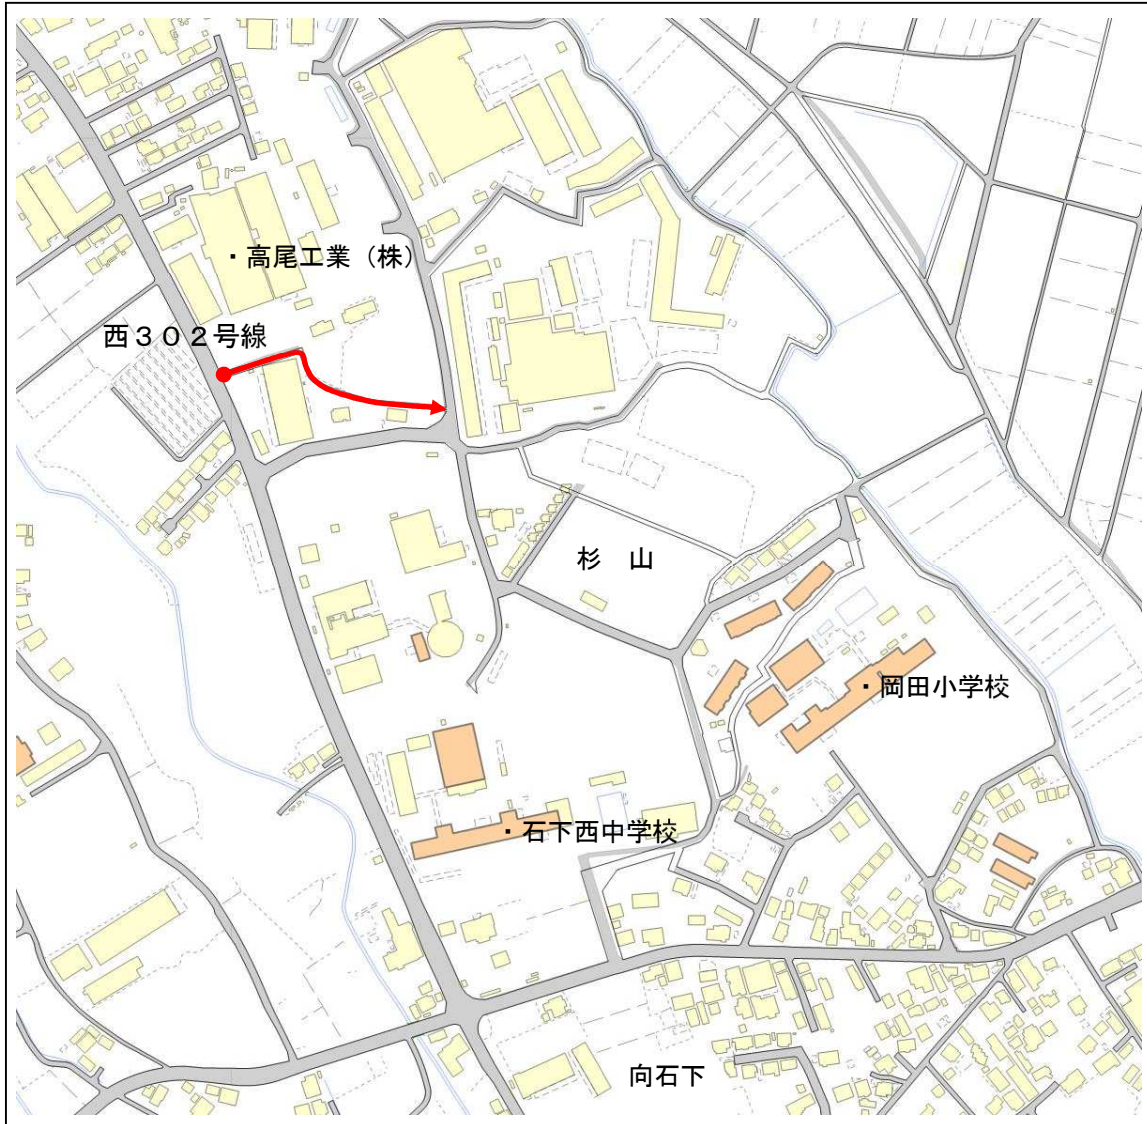 ・高尾工業（株）
西３０２号線
杉　山
・岡田小学校
・石下西中学校
向石下